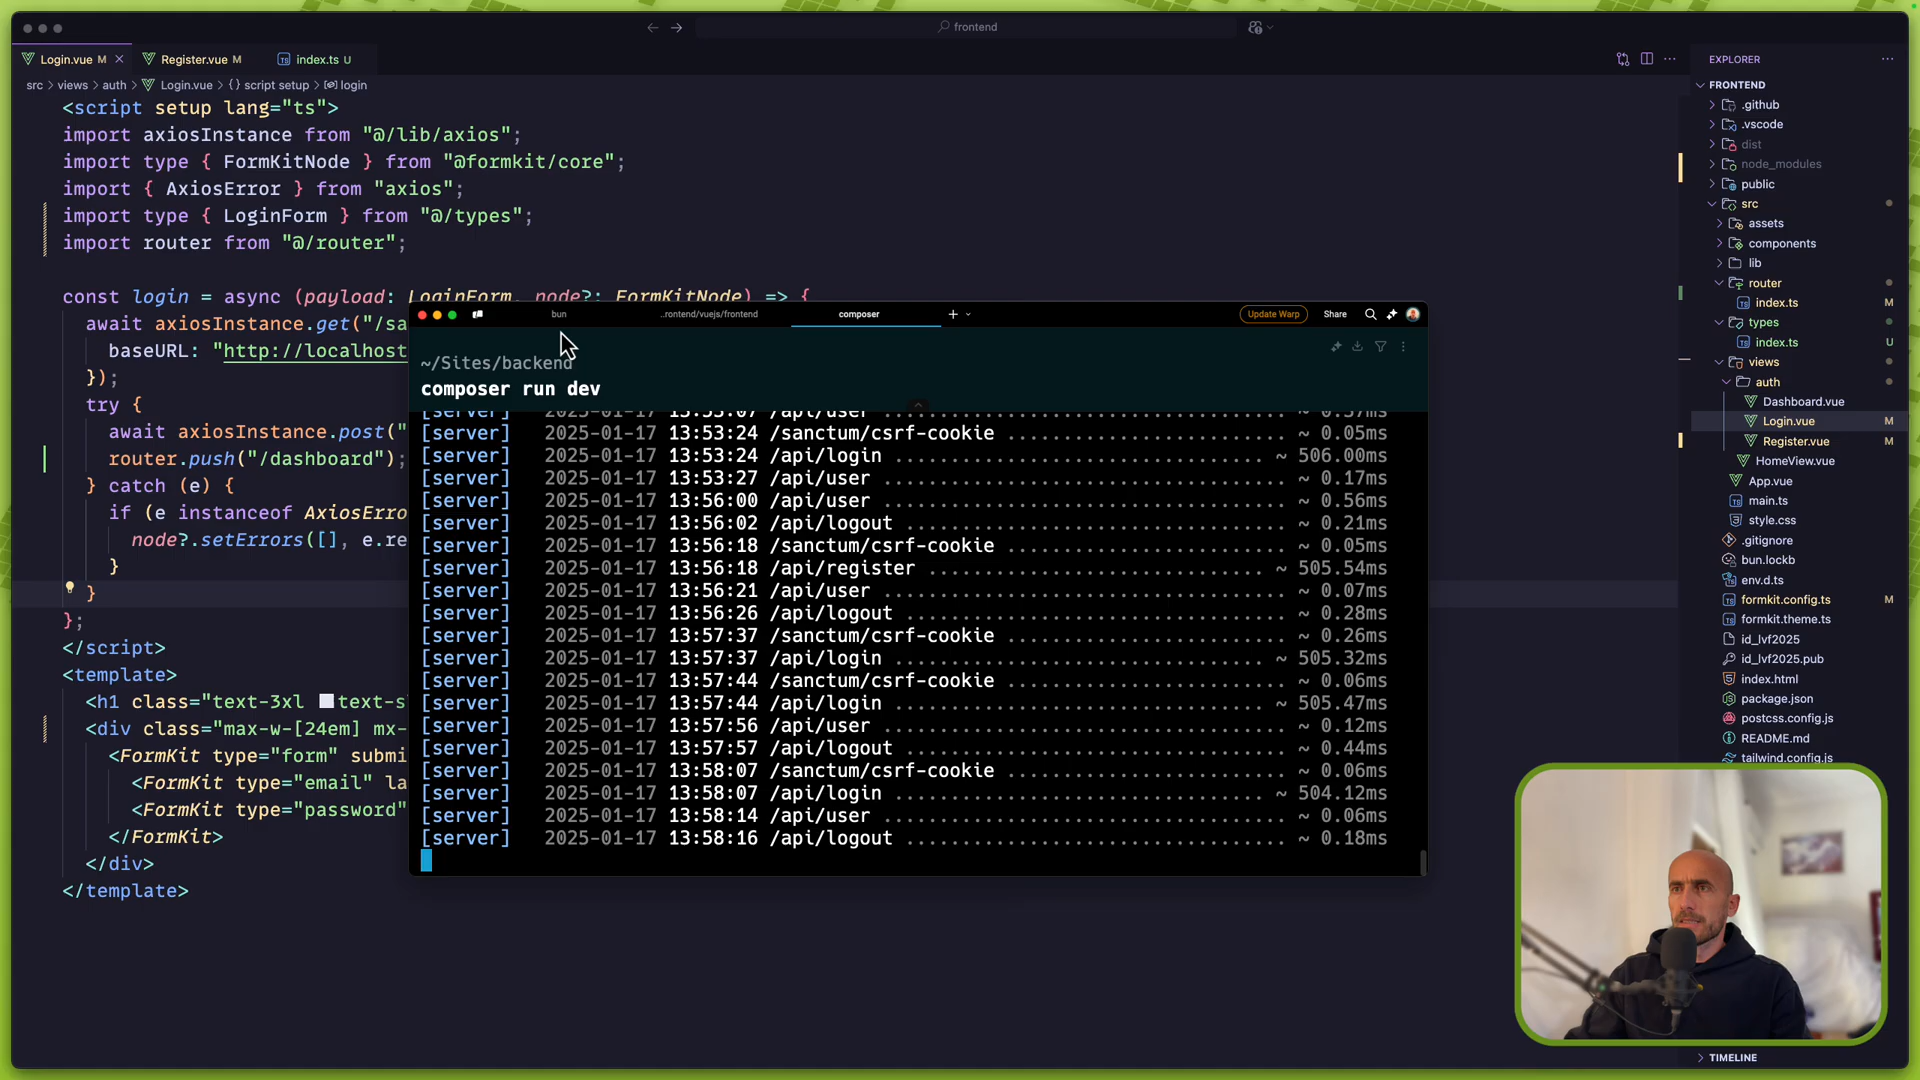 frontend
Login.vue M
Register.vue M
index.ts U
src > views > auth > Login.vue > {} script setup > login
<script setup lang="ts">
import axiosInstance from "@/lib/axios";
import type { FormKitNode } from "@formkit/core";
import { AxiosError } from "axios";
import type { LoginForm } from "@/types";
import router from "@/router";
const login = async (payload: LoginForm, node?: FormKitNode) => {
await axiosInstance.get("/sa
baseURL: "http://localhost
});
try {
await axiosInstance.post("
router.push("/dashboard");
} catch (e) {
if (e instanceof AxiosErro
node?.setErrors([], e.re
}
}
};
</script>
<template>
<h1 class="text-3xl text-s
<div class="max-w-[24em] mx-
<FormKit type="form" submi
<FormKit type="email" la
<FormKit type="password"
</FormKit>
</div>
</template>
bun
..rontend/vuejs/frontend
composer
Update Warp
Share
~/Sites/backend
composer run dev
[server] 2025-01-17 13:53:07 /api/user ~ 0.57ms
[server] 2025-01-17 13:53:24 /sanctum/csrf-cookie ~ 0.05ms
[server] 2025-01-17 13:53:24 /api/login ~ 506.00ms
[server] 2025-01-17 13:53:27 /api/user ~ 0.17ms
[server] 2025-01-17 13:56:00 /api/user ~ 0.56ms
[server] 2025-01-17 13:56:02 /api/logout ~ 0.21ms
[server] 2025-01-17 13:56:18 /sanctum/csrf-cookie ~ 0.05ms
[server] 2025-01-17 13:56:18 /api/register ~ 505.54ms
[server] 2025-01-17 13:56:21 /api/user ~ 0.07ms
[server] 2025-01-17 13:56:26 /api/logout ~ 0.28ms
[server] 2025-01-17 13:57:37 /sanctum/csrf-cookie ~ 0.26ms
[server] 2025-01-17 13:57:37 /api/login ~ 505.32ms
[server] 2025-01-17 13:57:44 /sanctum/csrf-cookie ~ 0.06ms
[server] 2025-01-17 13:57:44 /api/login ~ 505.47ms
[server] 2025-01-17 13:57:56 /api/user ~ 0.12ms
[server] 2025-01-17 13:57:57 /api/logout ~ 0.44ms
[server] 2025-01-17 13:58:07 /sanctum/csrf-cookie ~ 0.06ms
[server] 2025-01-17 13:58:07 /api/login ~ 504.12ms
[server] 2025-01-17 13:58:14 /api/user ~ 0.06ms
[server] 2025-01-17 13:58:16 /api/logout ~ 0.18ms
EXPLORER
FRONTEND
.github
.vscode
dist
node_modules
public
src
assets
components
lib
router
index.ts M
types
index.ts U
views
auth
Dashboard.vue
Login.vue M
Register.vue M
HomeView.vue
App.vue
main.ts
style.css
.gitignore
bun.lockb
env.d.ts
formkit.config.ts M
formkit.theme.ts
id_lvf2025
id_lvf2025.pub
index.html
package.json
postcss.config.js
README.md
tailwind.config.js
TIMELINE